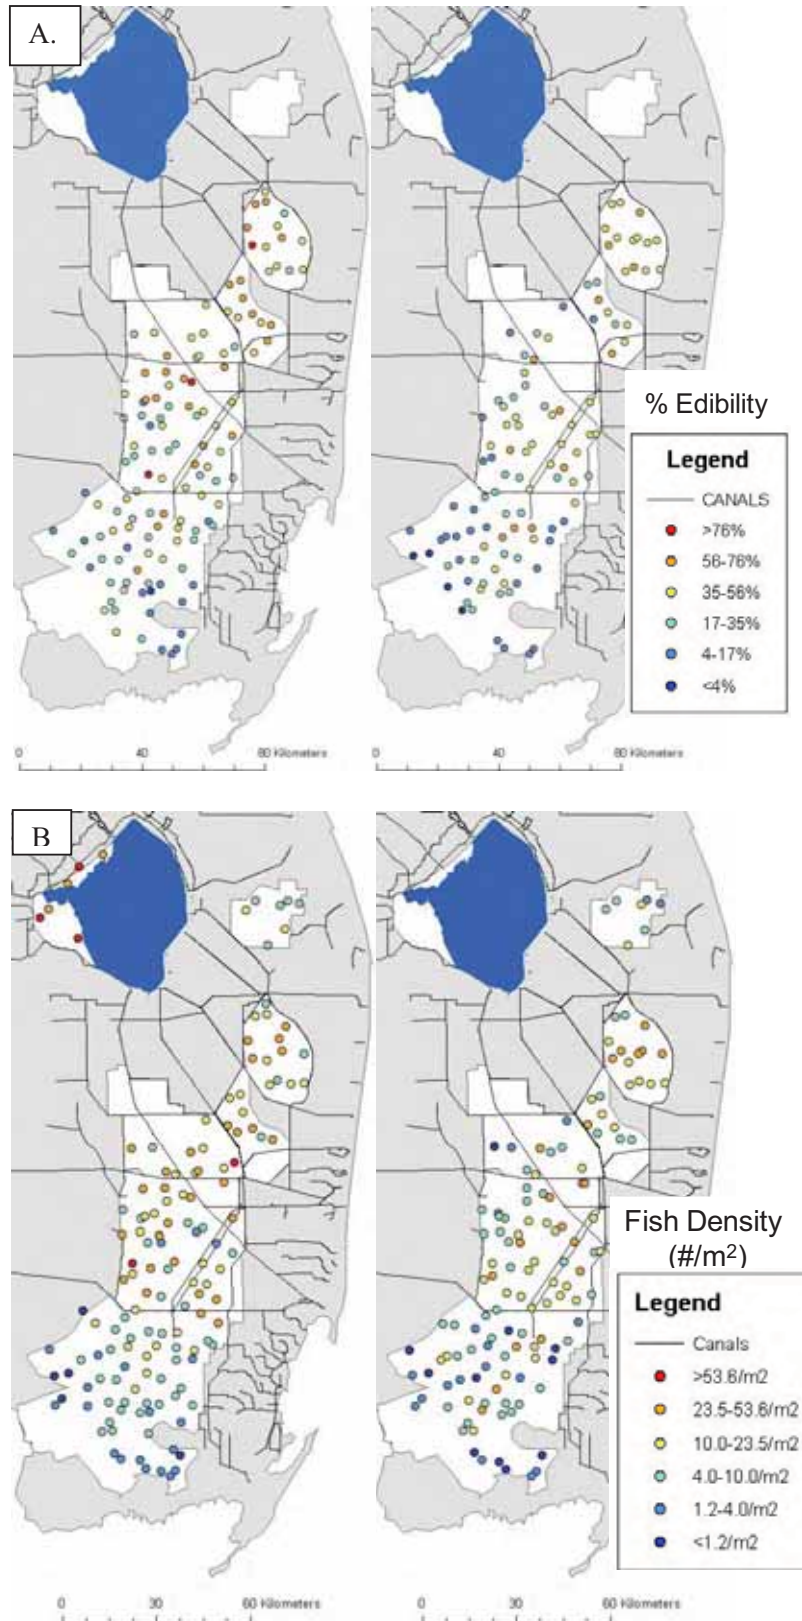 A.
% Edibility
Legend
CANALS
>76%
56-76%
35-56%
17-35%
4-17%
<4%
0 40 80 Kilometers
0 40 80 Kilometers
B
Fish Density
(#/m²)
Legend
Canals
>53.6/m2
23.5-53.6/m2
10.0-23.5/m2
4.0-10.0/m2
1.2-4.0/m2
<1.2/m2
0 30 60 Kilometers
0 30 60 Kilometers